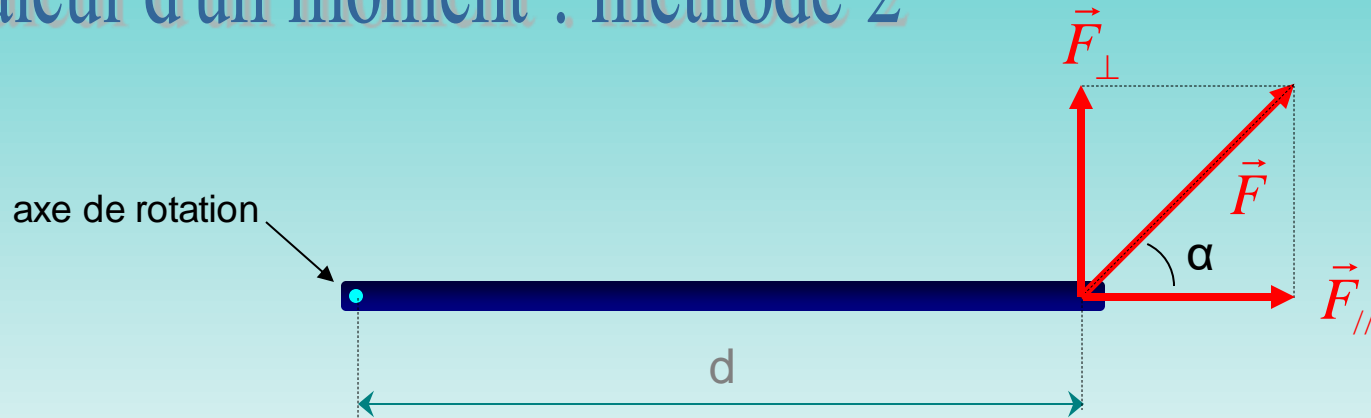 d'un moment : méthode 2
F⊥
F
axe de rotation
α
F//
d